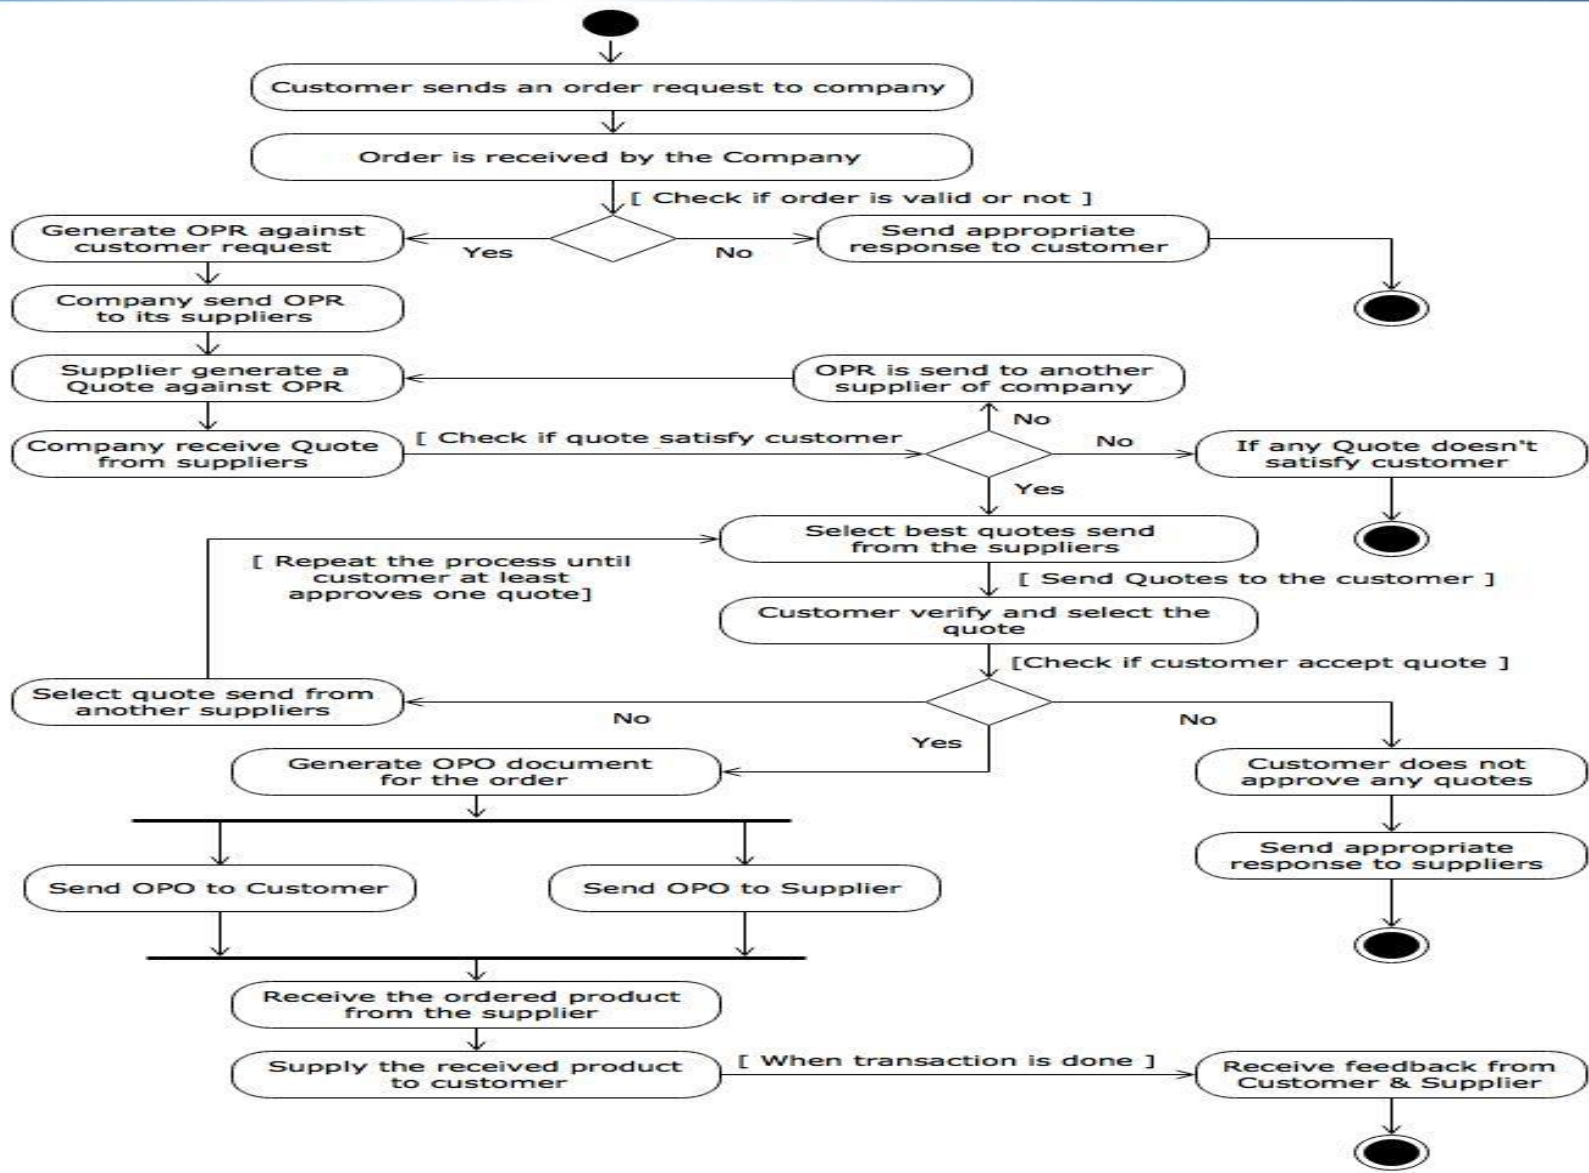 Customer sends an order request to company
Order is received by the Company
[ Check if order is valid or not ]
Generate OPR against
customer request
Yes
No
Send appropriate
response to customer
Company send OPR
to its suppliers
Supplier generate a
Quote against OPR
OPR is send to another
supplier of company
No
Company receive Quote
from suppliers
[ Check if quote satisfy customer
No
If any Quote doesn't
satisfy customer
Yes
Select best quotes send
from the suppliers
[ Repeat the process until
customer at least
approves one quote]
[ Send Quotes to the customer ]
Customer verify and select the
quote
[Check if customer accept quote ]
Select quote send from
another suppliers
No
No
Yes
Generate OPO document
for the order
Customer does not
approve any quotes
Send appropriate
response to suppliers
Send OPO to Customer
Send OPO to Supplier
Receive the ordered product
from the supplier
Supply the received product
to customer
[ When transaction is done ]
Receive feedback from
Customer & Supplier